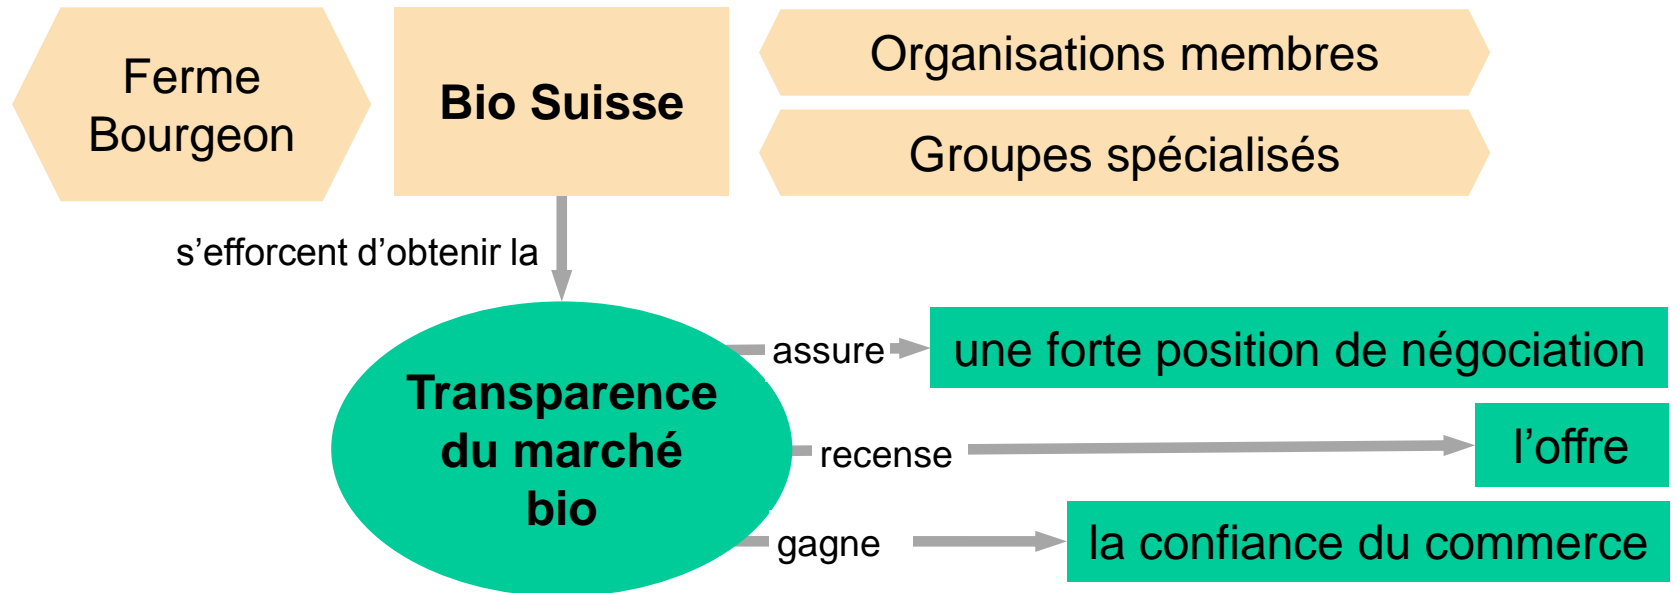 Ferme
Bourgeon
Bio Suisse
Organisations membres
Groupes spécialisés
s’efforcent d’obtenir la
Transparence
du marché
bio
assure
une forte position de négociation
recense
l’offre
gagne
la confiance du commerce